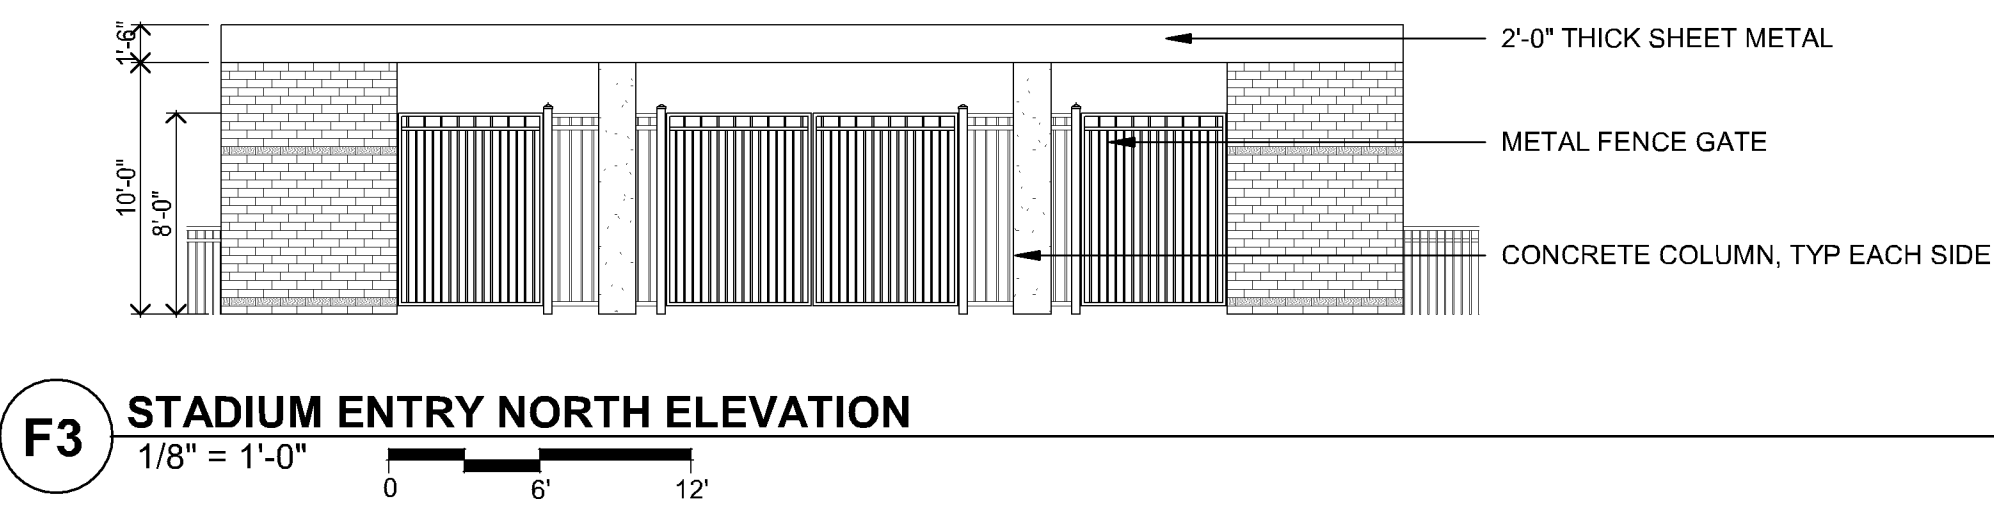 1'-6"
2'-0" THICK SHEET METAL
METAL FENCE GATE
10'-0"
8'-0"
CONCRETE COLUMN, TYP EACH SIDE
F3
STADIUM ENTRY NORTH ELEVATION
1/8" = 1'-0"
0 6' 12'